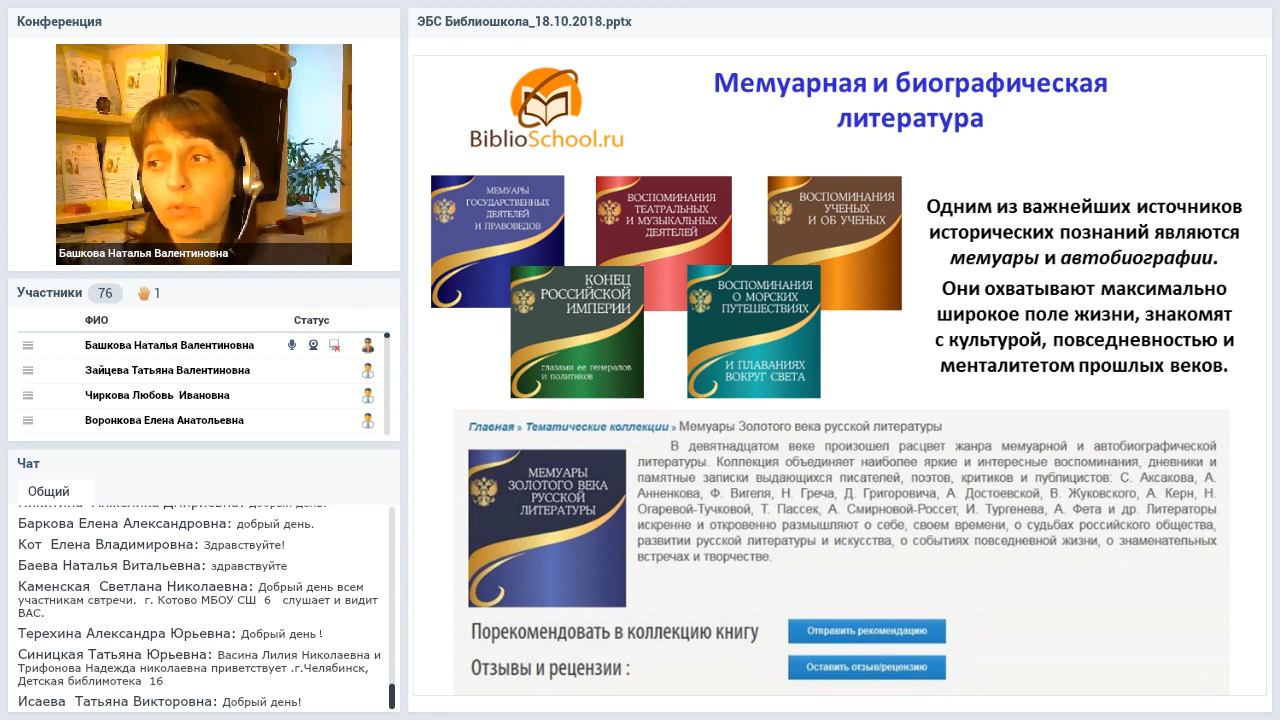 Конференция
Башкова Наталья Валентиновна
Участники 76 1
ФИО Статус
Башкова Наталья Валентиновна
Зайцева Татьяна Валентиновна
Чиркова Любовь Ивановна
Воронкова Елена Анатольевна
Чат
Общий
Баркова Елена Александровна: добрый день.
Кот Елена Владимировна: Здравствуйте!
Баева Наталья Витальевна: здравствуйте
Каменская Светлана Николаевна: Добрый день всем
участникам свтречи. г. Котово МБОУ СШ 6 слушает и видит
ВАС.
Терехина Александра Юрьевна: Добрый день !
Синицкая Татьяна Юрьевна: Васина Лилия Николаевна и
Трифонова Надежда николаевна приветствует .г.Челябинск,
Детская библимотека 16
Исаева Татьяна Викторовна: Добрый день!
ЭБС Библиошкола_18.10.2018.pptx
BiblioSchool.ru
Мемуарная и биографическая
литература
МЕМУАРЫ
ГОСУДАРСТВЕННЫХ
ДЕЯТЕЛЕЙ
И ПРАВОВЕДОВ
ВОСПОМИНАНИЯ
ТЕАТРАЛЬНЫХ
И МУЗЫКАЛЬНЫХ
ДЕЯТЕЛЕЙ
ВОСПОМИНАНИЯ
УЧЕНЫХ
И ОБ УЧЕНЫХ
КОНЕЦ
РОССИЙСКОЙ
ИМПЕРИИ
глазами ее генералов
и политиков
ВОСПОМИНАНИЯ
О МОРСКИХ
ПУТЕШЕСТВИЯХ
И ПЛАВАНИЯХ
ВОКРУГ СВЕТА
Одним из важнейших источников
исторических познаний являются
мемуары и автобиографии.
Они охватывают максимально
широкое поле жизни, знакомят
с культурой, повседневностью и
менталитетом прошлых веков.
Главная » Тематические коллекции » Мемуары Золотого века русской литературы
МЕМУАРЫ
ЗОЛОТОГО ВЕКА
РУССКОЙ
ЛИТЕРАТУРЫ
В девятнадцатом веке произошел расцвет жанра мемуарной и автобиографической
литературы. Коллекция объединяет наиболее яркие и интересные воспоминания, дневники и
памятные записки выдающихся писателей, поэтов, критиков и публицистов: С. Аксакова, А.
Анненкова, Ф. Вигеля, Н. Греча, Д. Григоровича, А. Достоевской, В. Жуковского, А. Керн, Н.
Огаревой-Тучковой, Т. Пассек, А. Смирновой-Россет, И. Тургенева, А. Фета и др. Литераторы
искренне и откровенно размышляют о себе, своем времени, о судьбах российского общества,
развитии русской литературы и искусства, о событиях повседневной жизни, о знаменательных
встречах и творчестве.
Порекомендовать в коллекцию книгу Отправить рекомендацию
Отзывы и рецензии : Оставить отзыв/рецензию